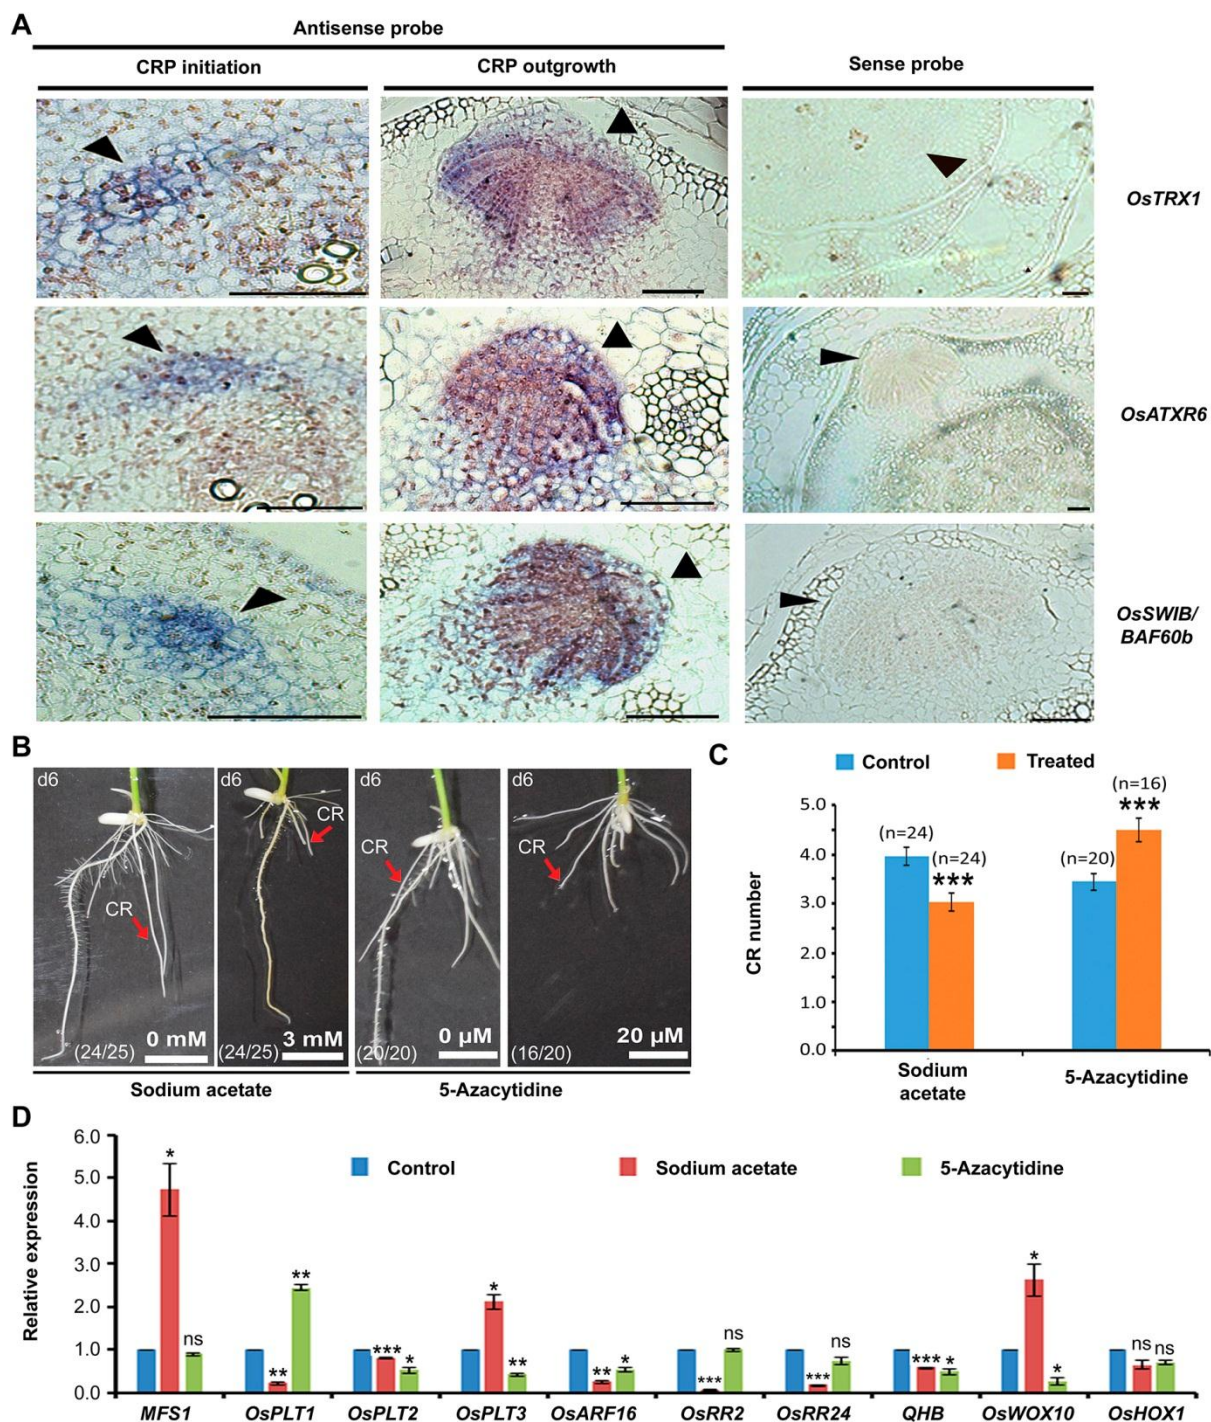 A
Antisense probe
CRP initiation
CRP outgrowth
Sense probe
OsTRX1
OsATXR6
OsSWIB/
BAF60b
B
d6
CR
0 mM
(24/25)
d6
CR
3 mM
(24/25)
d6
CR
0 µM
(20/20)
d6
CR
20 µM
(16/20)
Sodium acetate
5-Azacytidine
C
Control
Treated
CR number
5.0
4.0
3.0
2.0
1.0
0.0
(n=24)
(n=24)
***
(n=20)
(n=16)
***
Sodium
acetate
5-Azacytidine
D
Relative expression
6.0
5.0
4.0
3.0
2.0
1.0
0.0
Control
Sodium acetate
5-Azacytidine
* ns
** **
*** *
* **
** *
*** ns
*** ns
*** *
* *
ns ns
MFS1 OsPLT1 OsPLT2 OsPLT3 OsARF16 OsRR2 OsRR24 QHB OsWOX10 OsHOX1